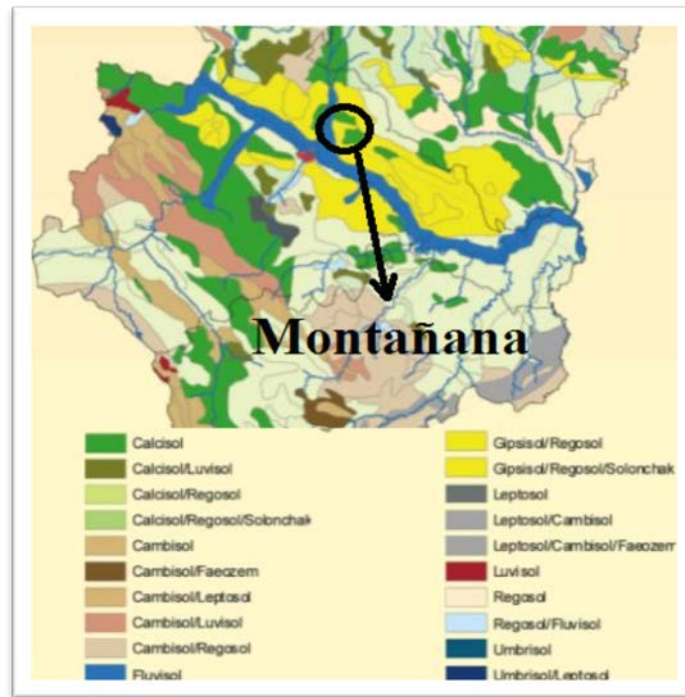 Montañana
Calcisol
Calcisol/Luvisol
Calcisol/Regosol
Calcisol/Regosol/Solonchak
Cambisol
Cambisol/Faeozem
Cambisol/Leptosol
Cambisol/Luvisol
Cambisol/Regosol
Fluvisol
Gipsisol/Regosol
Gipsisol/Regosol/Solonchak
Leptosol
Leptosol/Cambisol
Leptosol/Cambisol/Faeozem
Luvisol
Regosol
Regosol/Fluvisol
Umbrisol
Umbrisol/Leptosol